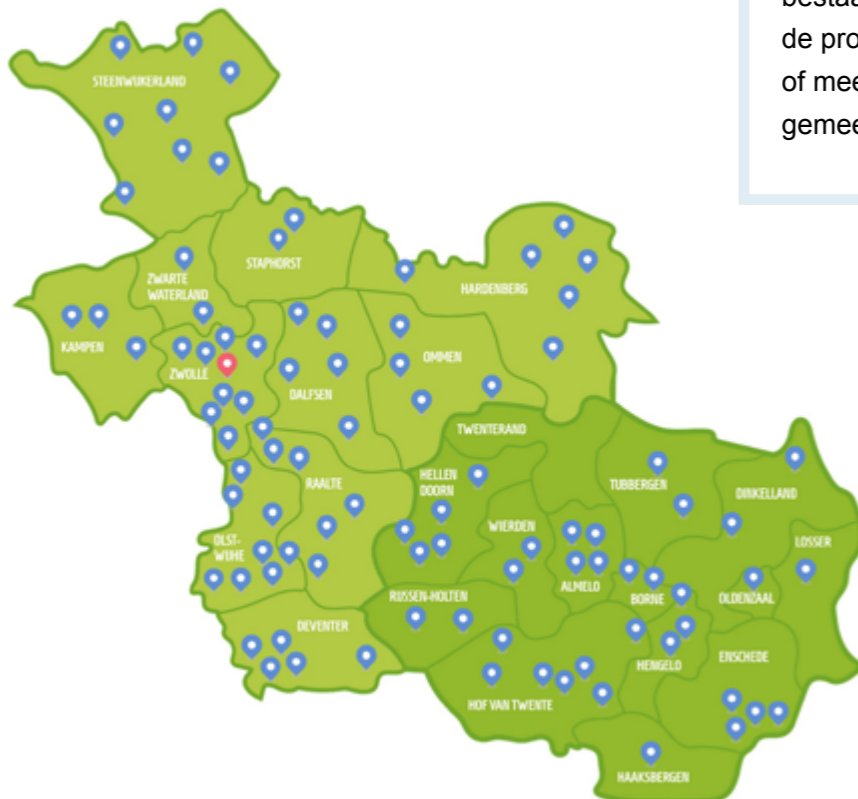 bestaa
de pro
of mee
gemee
STEENWIJKERLAND
STAPHORST
ZWARTE
WATERLAND
HARDENBERG
KAMPEN
ZWOLLE
OMMEN
DALFSEN
TWENTERAND
HELLEN
DOORN
TUBBERGEN
DINKELLAND
RAALTE
WIERDEN
OLST-
WIJHE
LOSSER
ALMELO
BORNE
OLDENZAAL
RIJSSEN-HOLTEN
DEVENTER
ENSCHEDE
HENGELO
HOF VAN TWENTE
HAAKSBERGEN